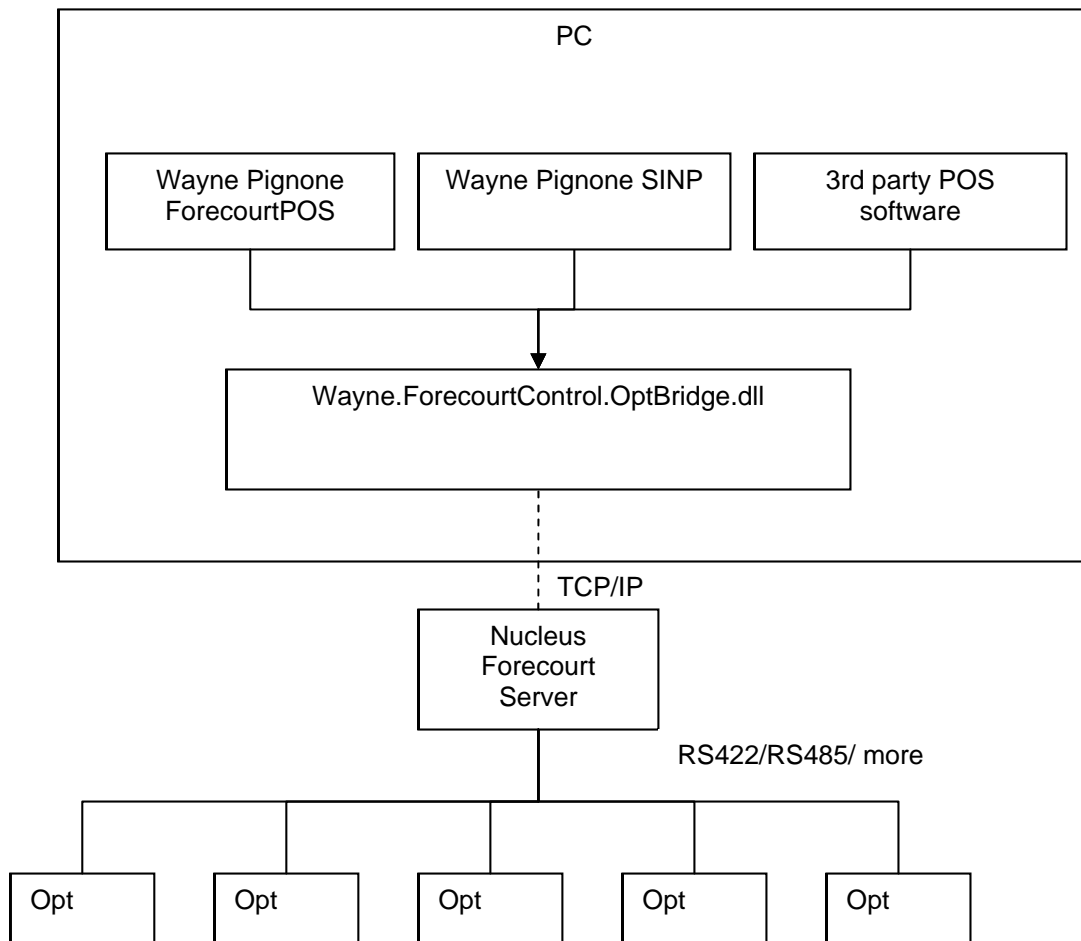 PC
Wayne Pignone
ForecourtPOS
Wayne Pignone SINP
3rd party POS
software
Wayne.ForecourtControl.OptBridge.dll
TCP/IP
Nucleus
Forecourt
Server
RS422/RS485/ more
Opt
Opt
Opt
Opt
Opt